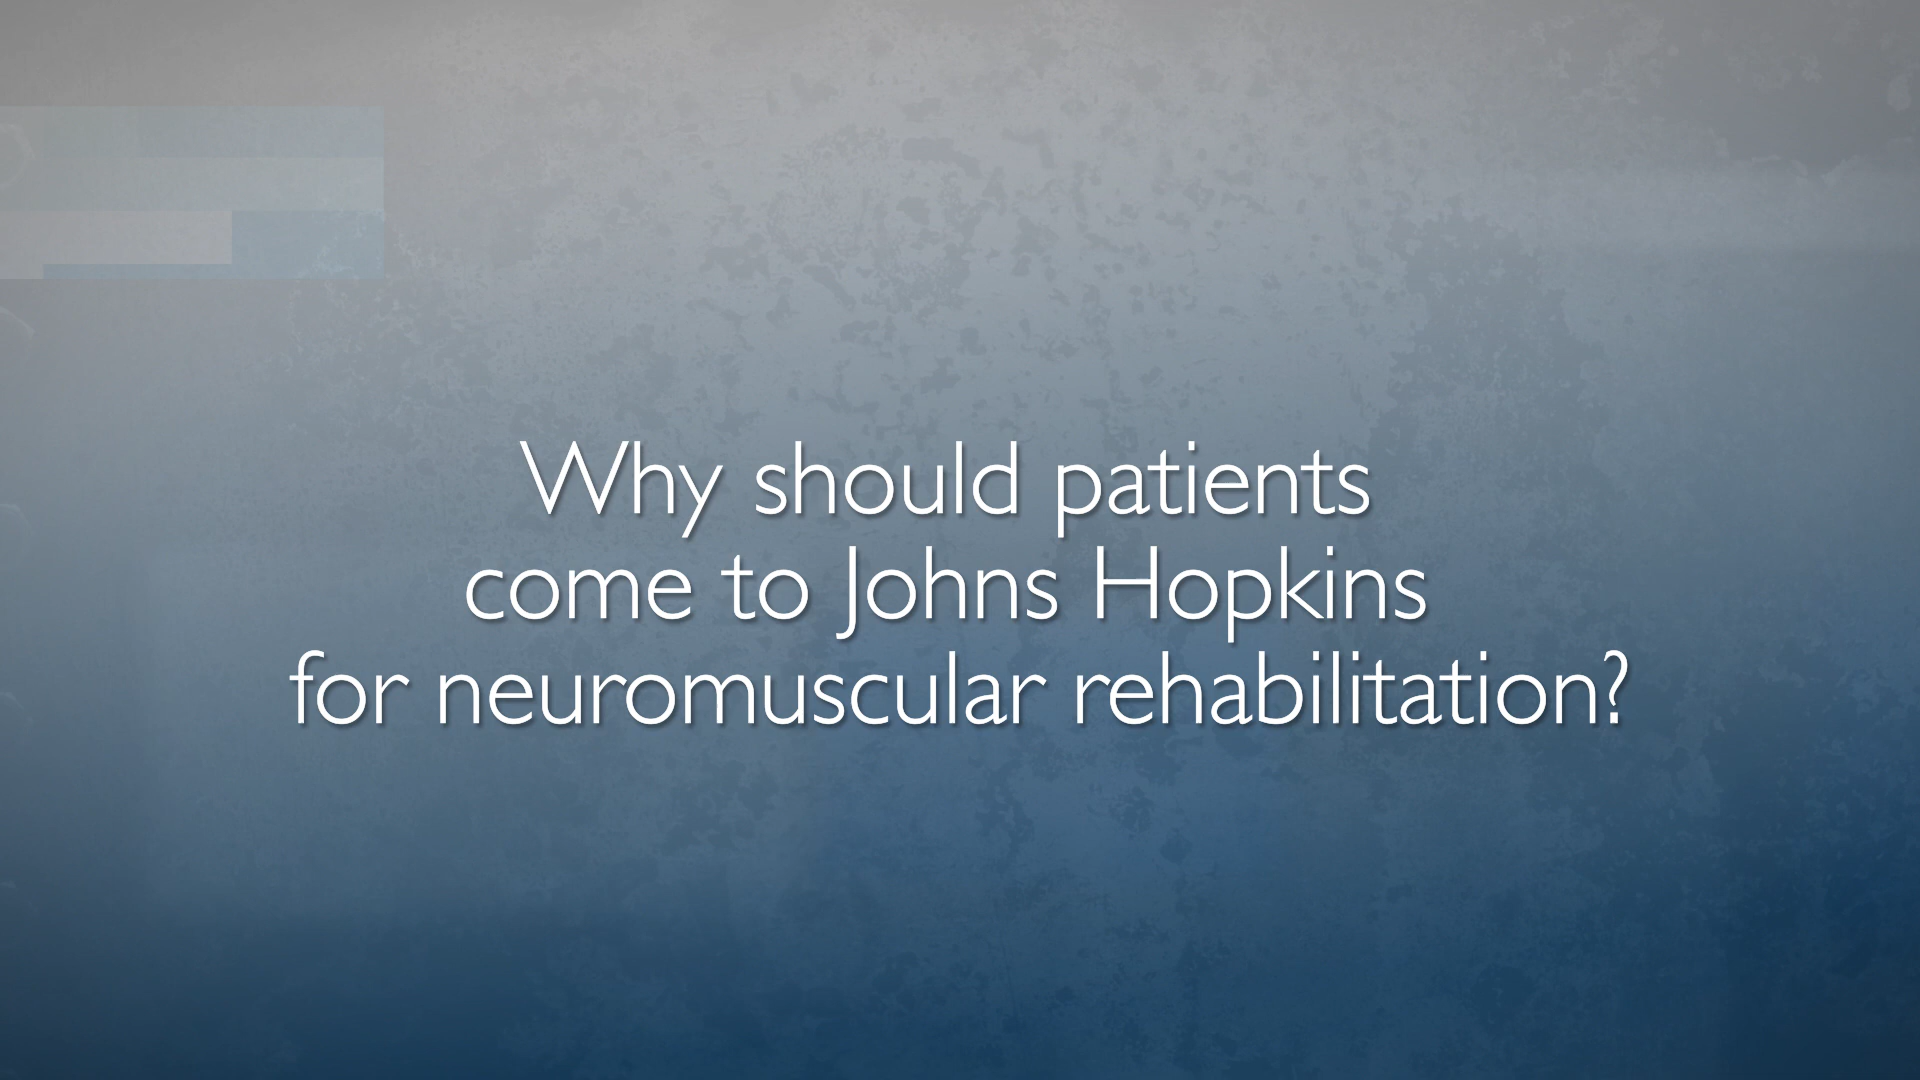 Why should patients
come to Johns Hopkins
for neuromuscular rehabilitation?